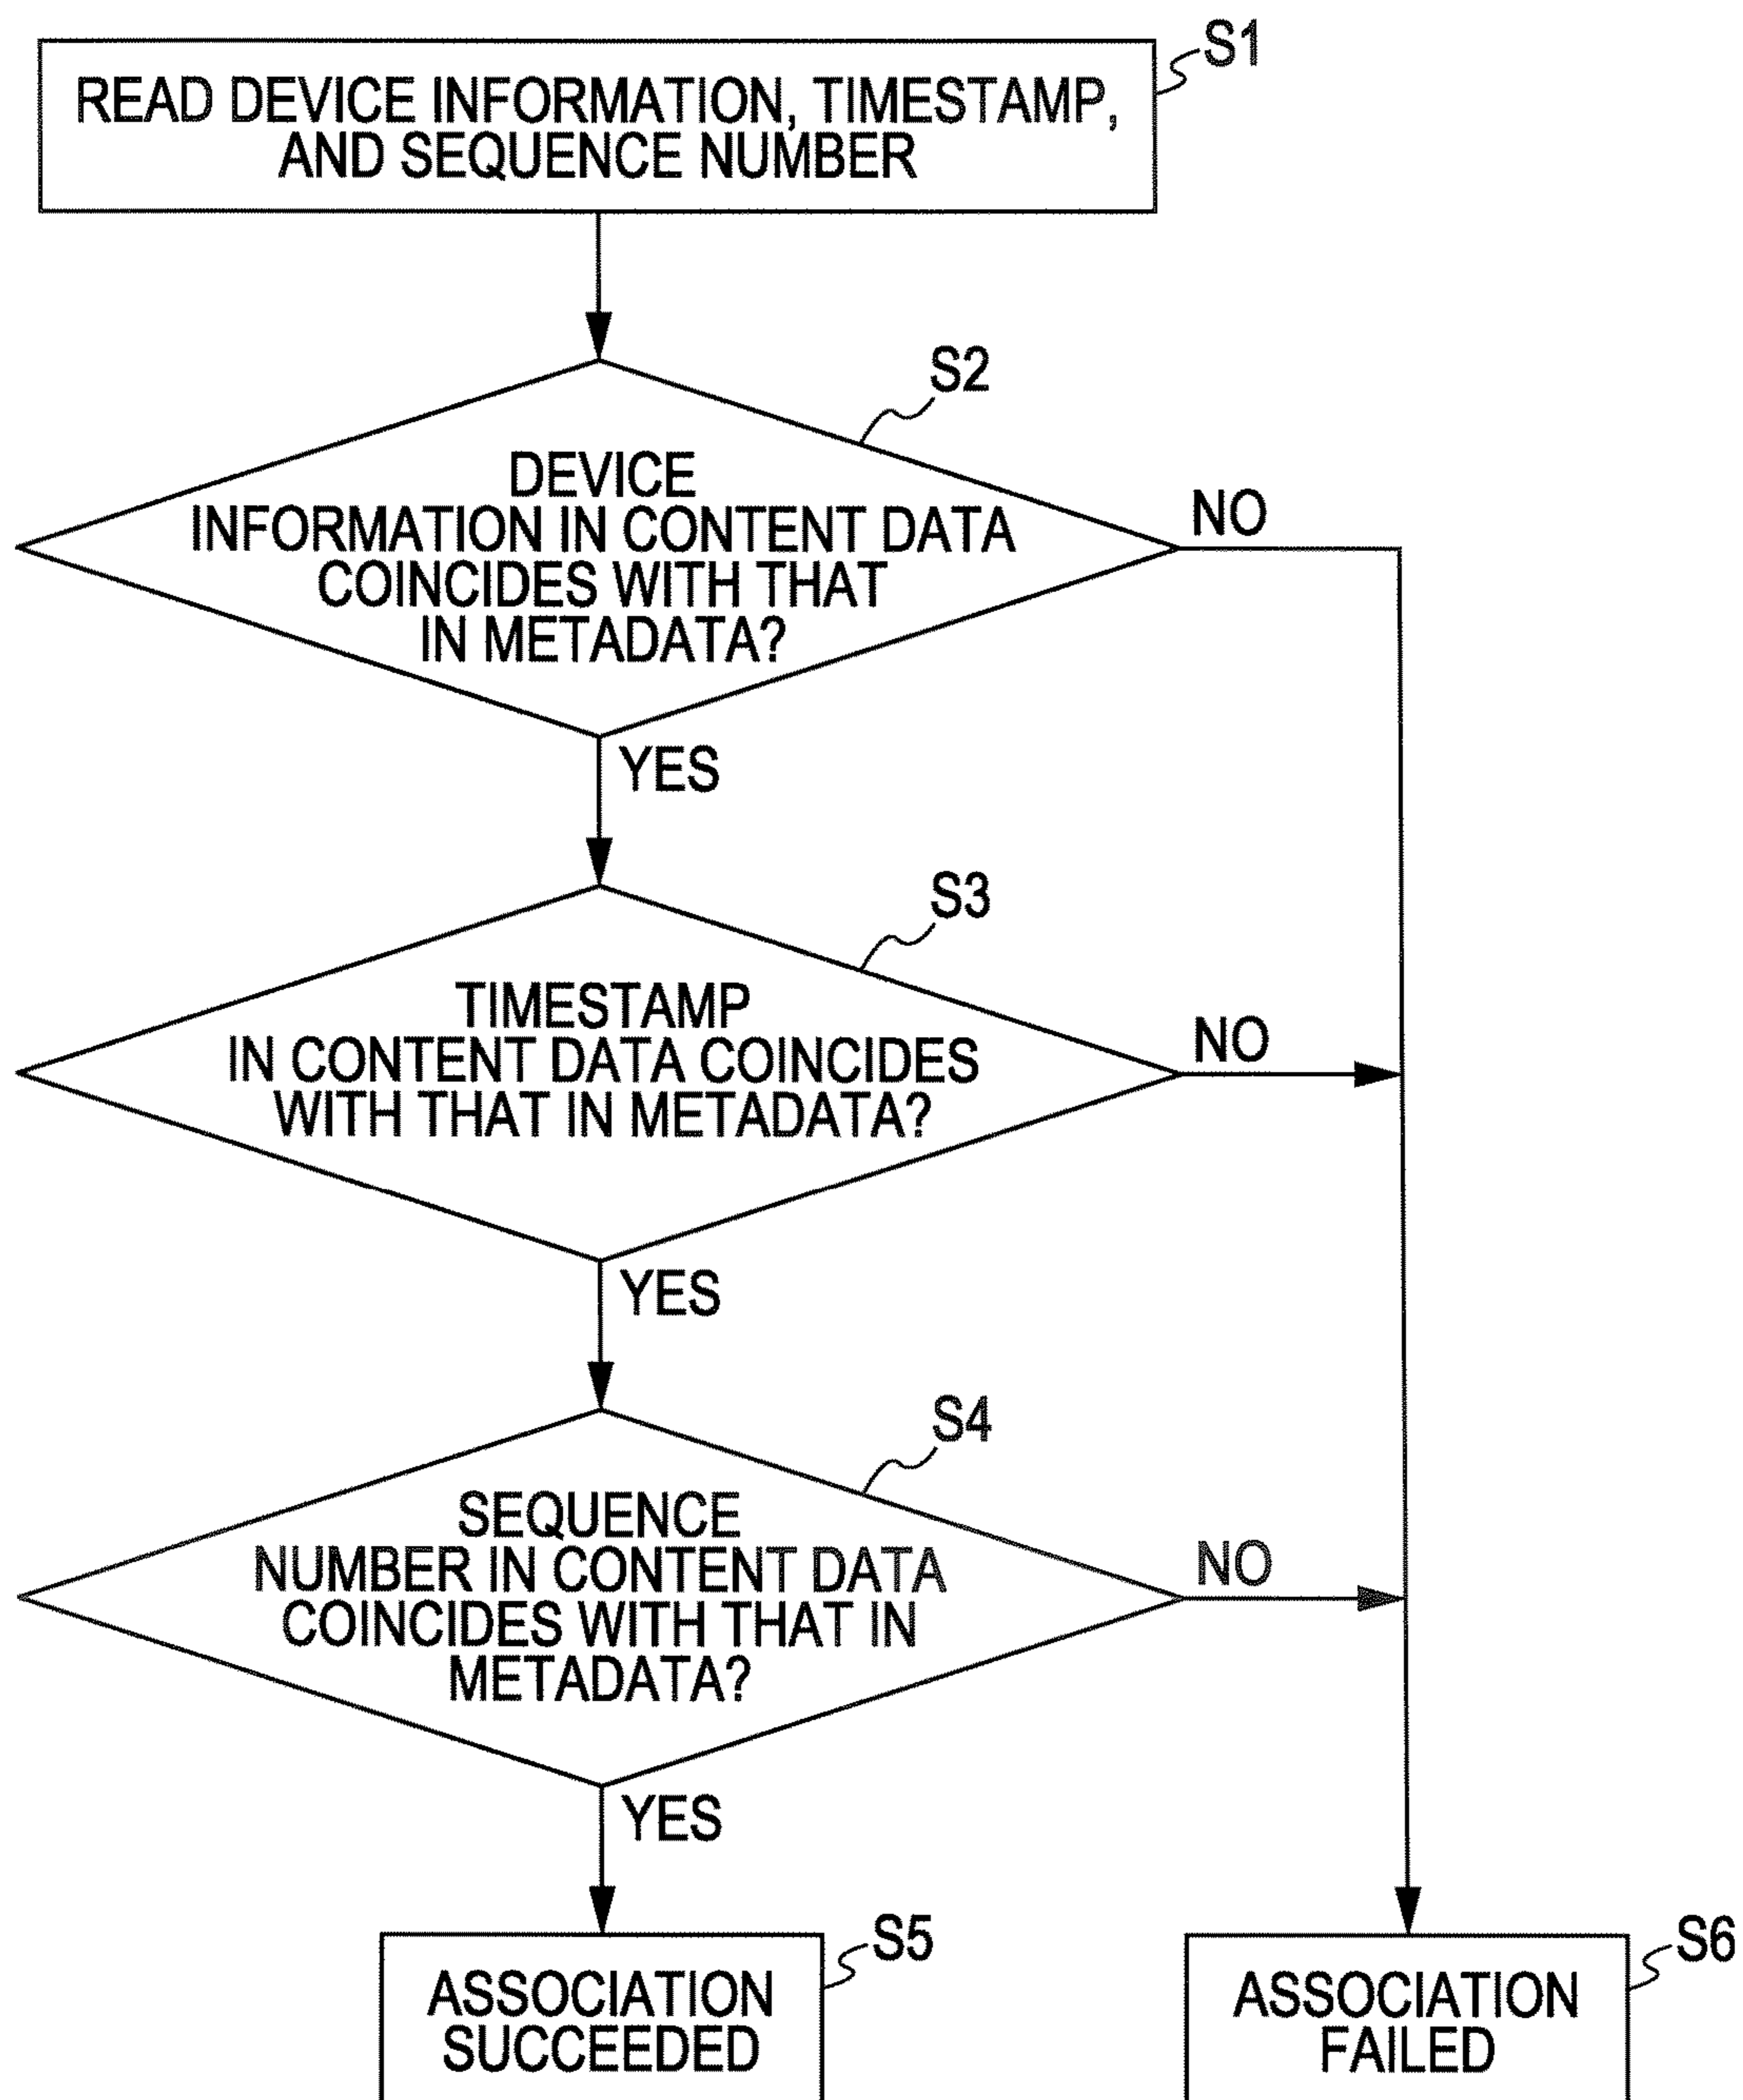 S1
READ DEVICE INFORMATION, TIMESTAMP,
AND SEQUENCE NUMBER
S2
DEVICE
INFORMATION IN CONTENT DATA
COINCIDES WITH THAT
IN METADATA?
NO
YES
S3
TIMESTAMP
IN CONTENT DATA COINCIDES
WITH THAT IN METADATA?
NO
YES
S4
SEQUENCE
NUMBER IN CONTENT DATA
COINCIDES WITH THAT IN
METADATA?
NO
YES
S5
ASSOCIATION
SUCCEEDED
S6
ASSOCIATION
FAILED